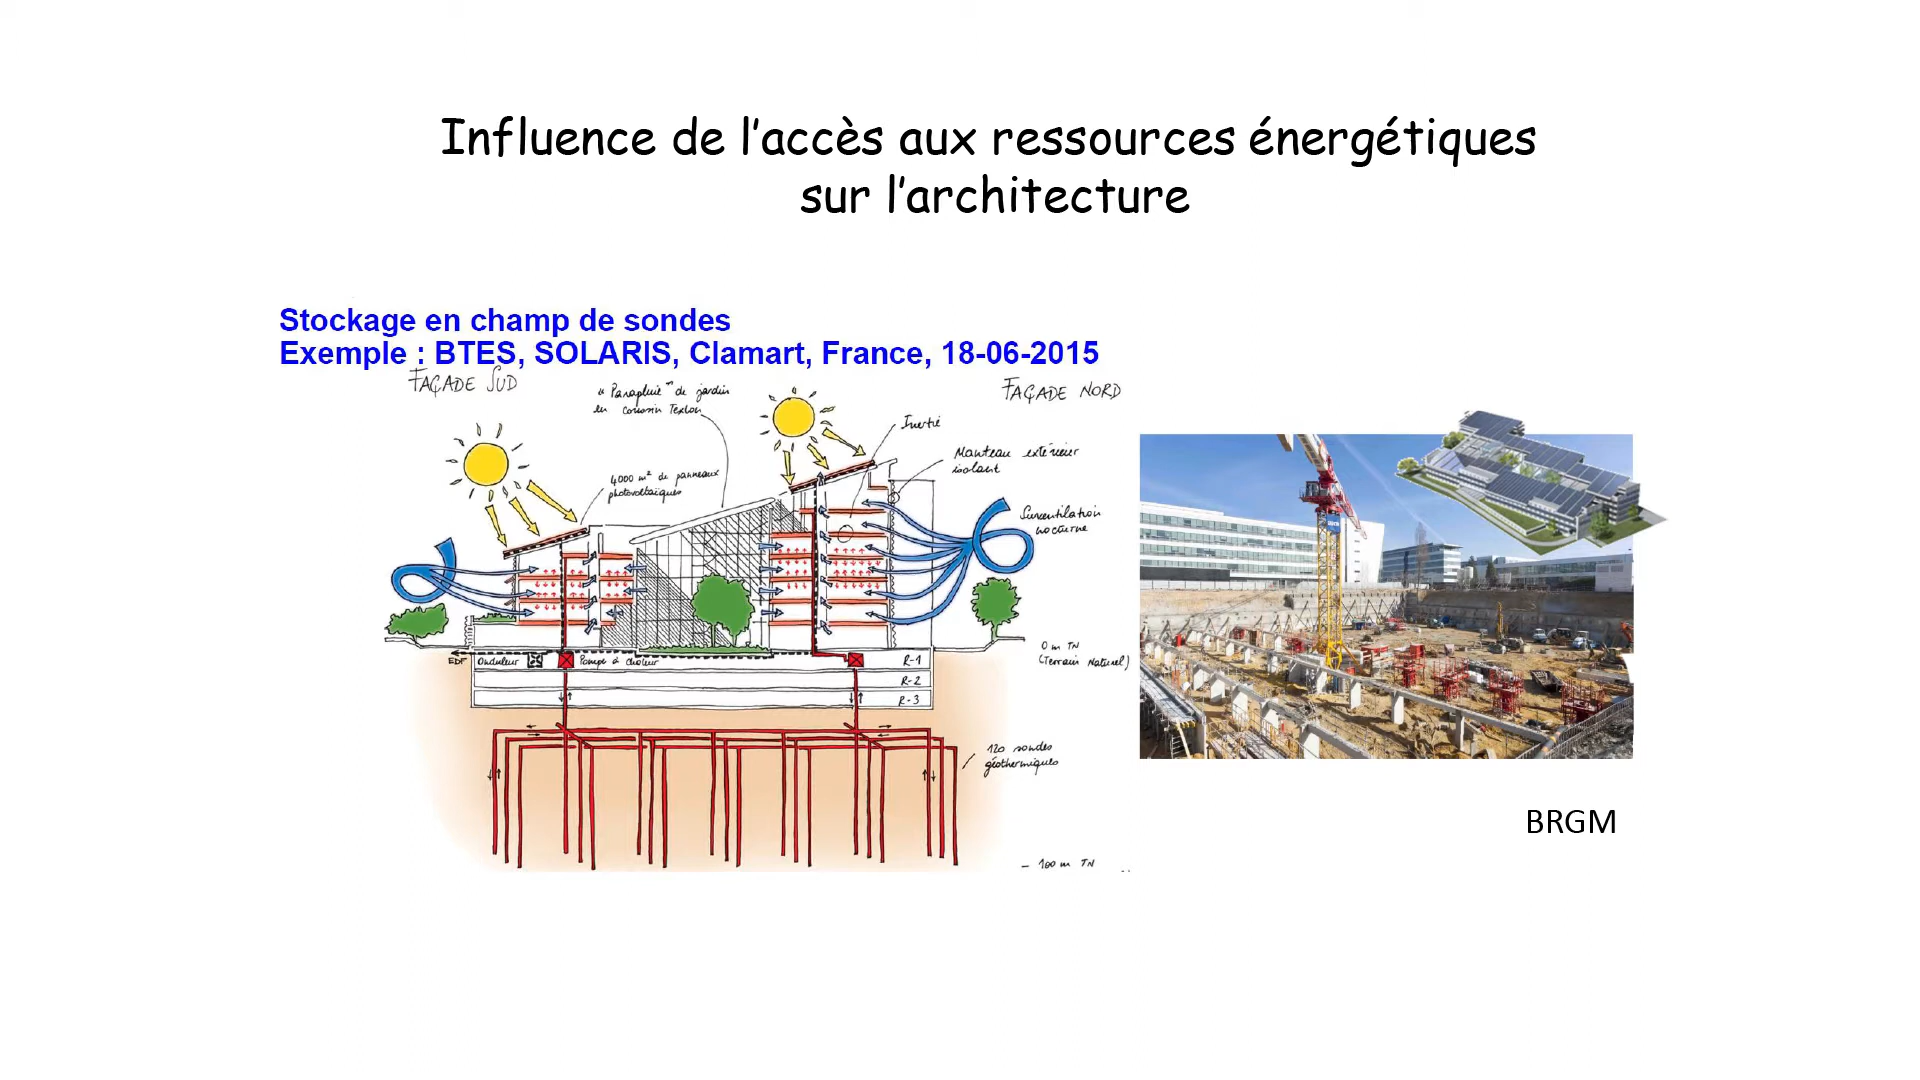 Influence de l’accès aux ressources énergétiques
sur l’architecture
Stockage en champ de sondes
Exemple : BTES, SOLARIS, Clamart, France, 18-06-2015
FAÇADE SUD
« Parapluie » de jardin
en coussin Texlon
FAÇADE NORD
Inertie
Manteau extérieur
isolant
4000 m² de panneaux
photovoltaïques
Surventilation
nocturne
0 m TN
(Terrain Naturel)
EDF
Onduleur
Pompe à chaleur
R-1
R-2
R-3
120 sondes
géothermiques
- 100 m TN
BRGM